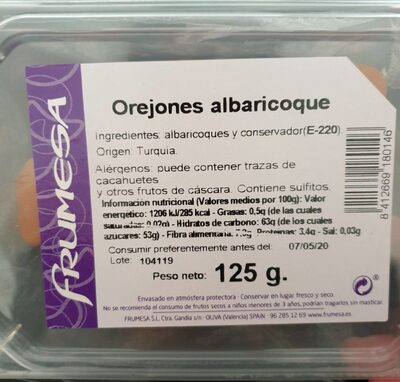 FRUMESA
Orejones albaricoque
Ingredientes: albaricoques y conservador(E-220)
Origen: Turquia.
Alérgenos: puede contener trazas de
cacahuetes
y otros frutos de cáscara. Contiene sulfitos.
Información nutricional (Valores medios por 100g): Valor
energetico: 1206 kJ/285 kcal - Grasas: 0,5g (de las cuales
saturadas: 0,02g) - Hidratos de carbono: 63g (de los cuales
azucares: 53g) - Fibra alimentaria: - Proteinas: 3,4g - Sal: 0,03g
Consumir preferentemente antes del: 07/05/20
Lote: 104119
Peso neto: 125 g.
Envasado en atmósfera protectora · Conservar en lugar fresco y seco.
No se recomienda el consumo de frutos secos a niños menores de 3 años, podrían tragarlos sin masticar.
FRUMESA S.L. Ctra. Gandia s/n · OLIVA (Valencia) SPAIN · 96 285 12 69 www.frumesa.es
8 412669 180146